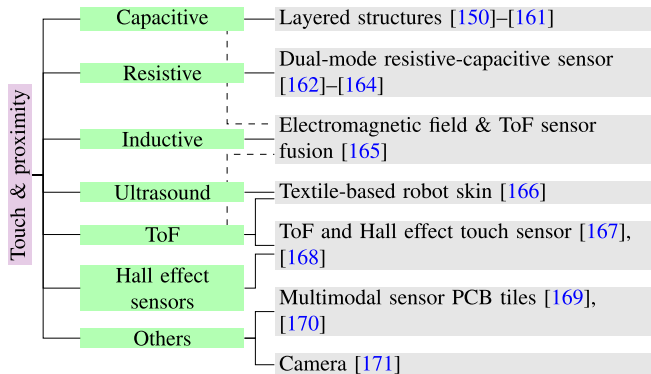 Touch & proximity
Capacitive
Layered structures [150]–[161]
Resistive
Dual-mode resistive-capacitive sensor
[162]–[164]
Inductive
Electromagnetic field & ToF sensor
fusion [165]
Ultrasound
Textile-based robot skin [166]
ToF
ToF and Hall effect touch sensor [167],
[168]
Hall effect
sensors
Multimodal sensor PCB tiles [169],
[170]
Others
Camera [171]